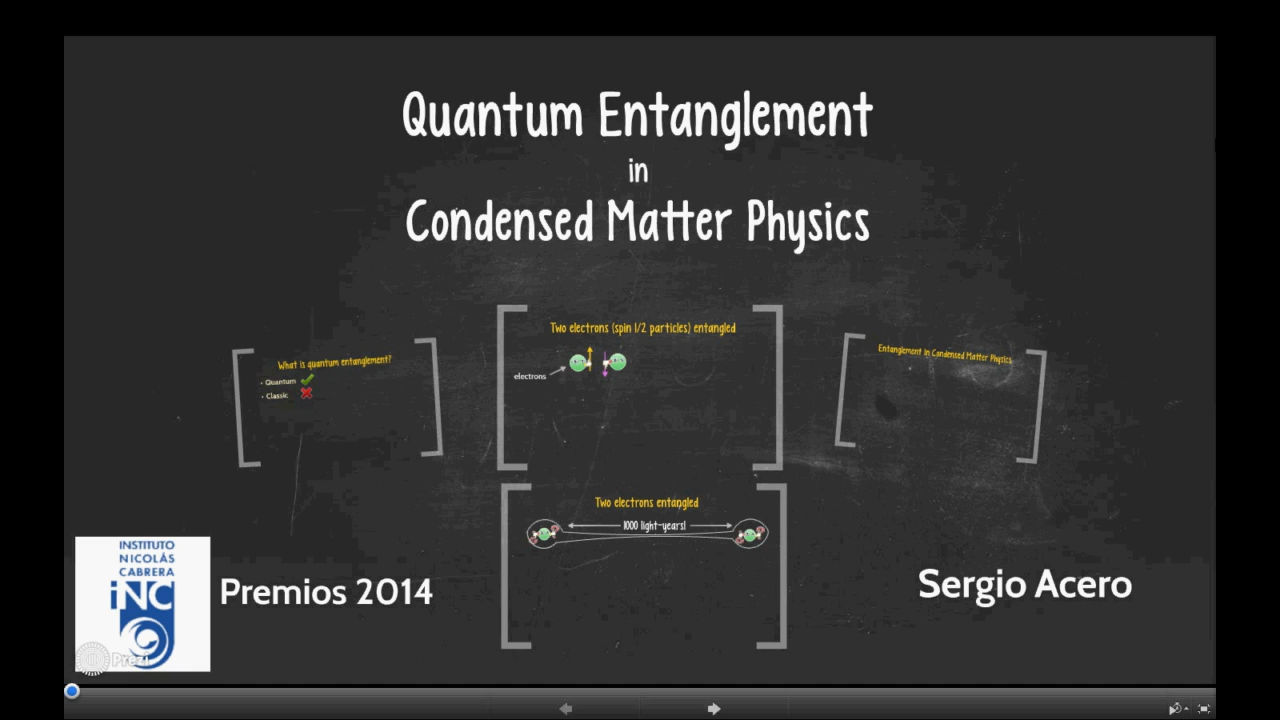 Quantum Entanglement
in
Condensed Matter Physics
What is quantum entanglement?
• Quantum
• Classic
Two electrons (spin 1/2 particles) entangled
electrons
Entanglement in Condensed Matter Physics
Two electrons entangled
1000 light-years!
INSTITUTO
NICOLÁS
CABRERA
iNC
Premios 2014
Sergio Acero
Prezi